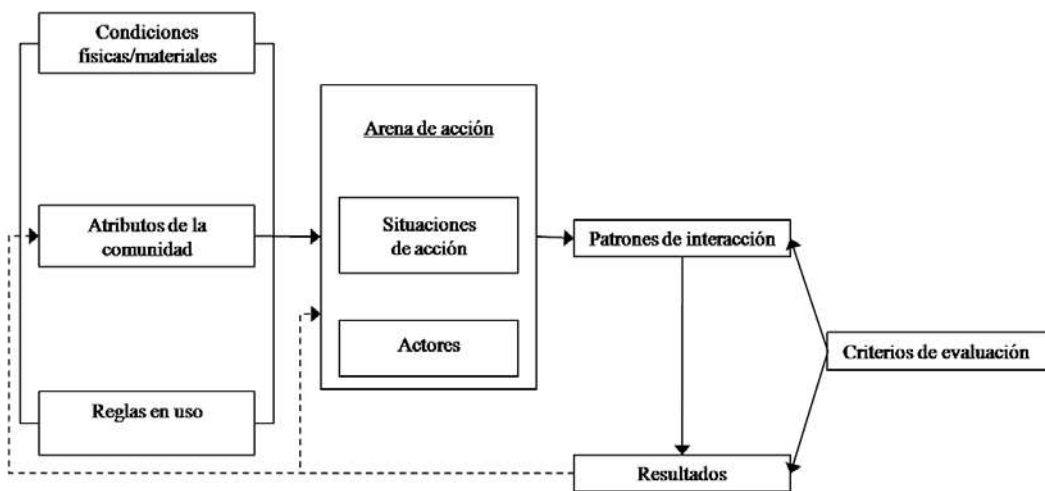 Condiciones
físicas/materiales
Atributos de la
comunidad
Reglas en uso
Arena de acción
Situaciones
de acción
Actores
Patrones de interacción
Resultados
Criterios de evaluación